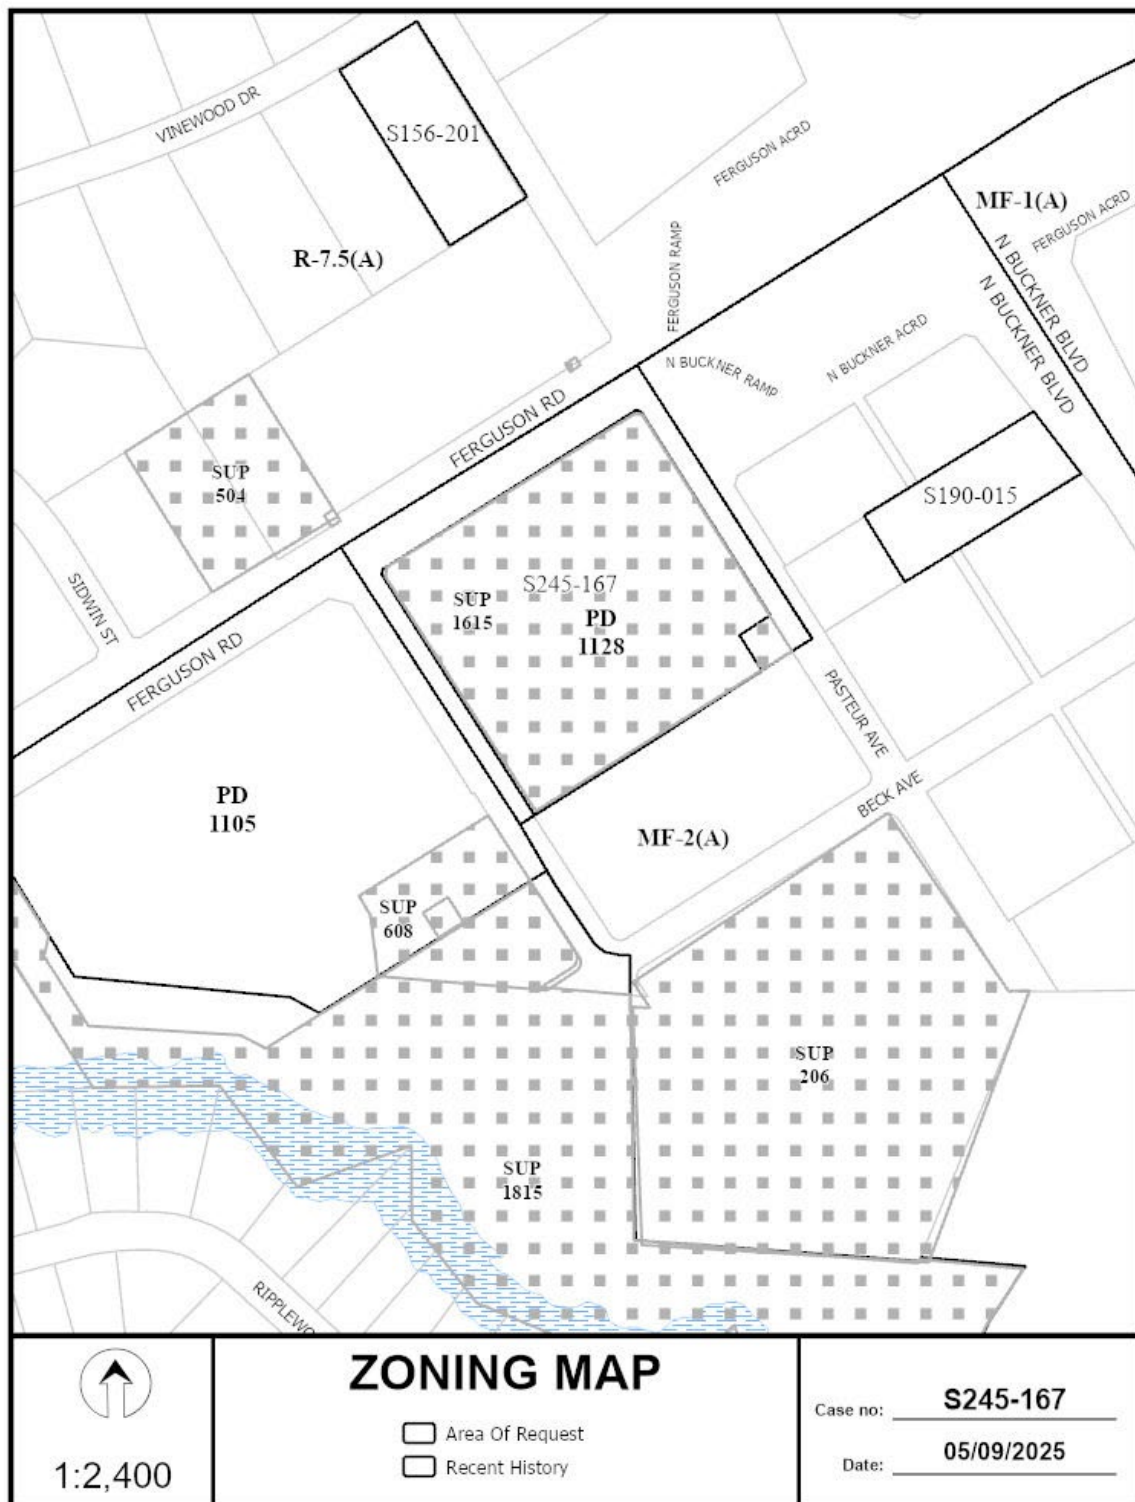 VINEWOOD DR
S156-201
FERGUSON ACRD
MF-1(A)
FERGUSON ACRD
R-7.5(A)
FERGUSON RAMP
N BUCKNER BLVD
N BUCKNER BLVD
N BUCKNER ACRD
N BUCKNER RAMP
FERGUSON RD
SUP
504
S190-015
SIDWIN ST
S245-167
SUP
1615
PD
1128
FERGUSON RD
PASTEUR AVE
PD
1105
BECK AVE
MF-2(A)
SUP
608
SUP
206
SUP
1815
RIPPLEWO
ZONING MAP
Area Of Request
Recent History
1:2,400
Case no: S245-167
Date: 05/09/2025